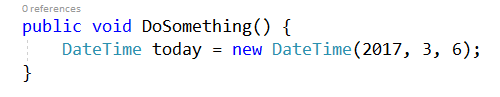 0 references
public void DoSomething() {
    DateTime today = new DateTime(2017, 3, 6);
}